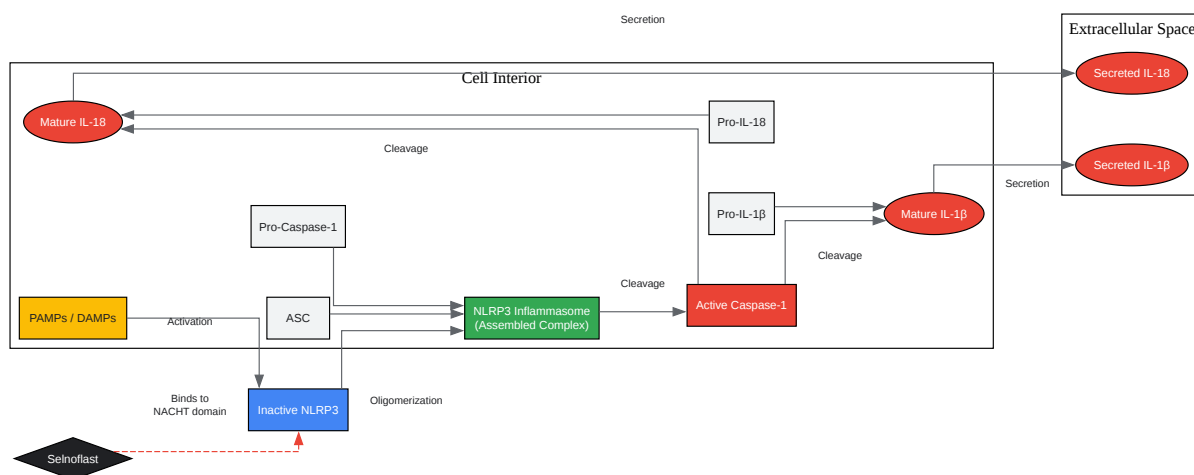 Secretion
Extracellular Space
Cell Interior
Secreted IL-18
Mature IL-18
Pro-IL-18
Cleavage
Secreted IL-1β
Secretion
Pro-IL-1β
Mature IL-1β
Pro-Caspase-1
Cleavage
Cleavage
PAMPs / DAMPs
Activation
ASC
NLRP3 Inflammasome
(Assembled Complex)
Active Caspase-1
Binds to
NACHT domain
Inactive NLRP3
Oligomerization
Selnoflast